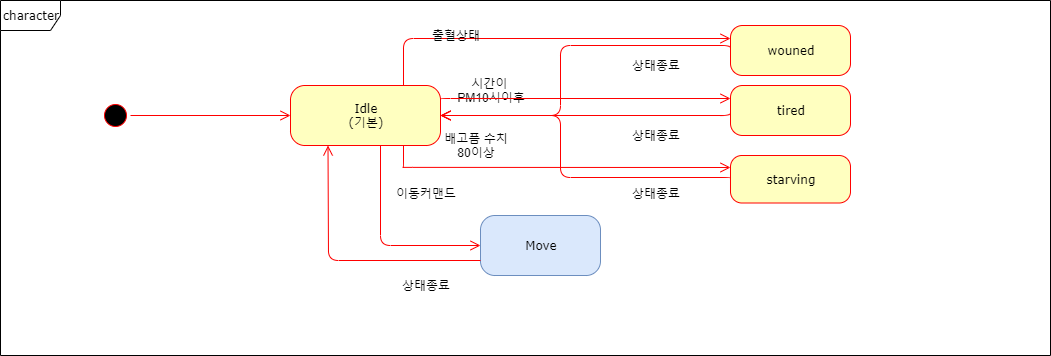 character
출혈상태
wouned
상태종료
시간이
PM10시이후
Idle
(기본)
tired
배고픔 수치
80이상
상태종료
starving
이동커맨드
상태종료
Move
상태종료